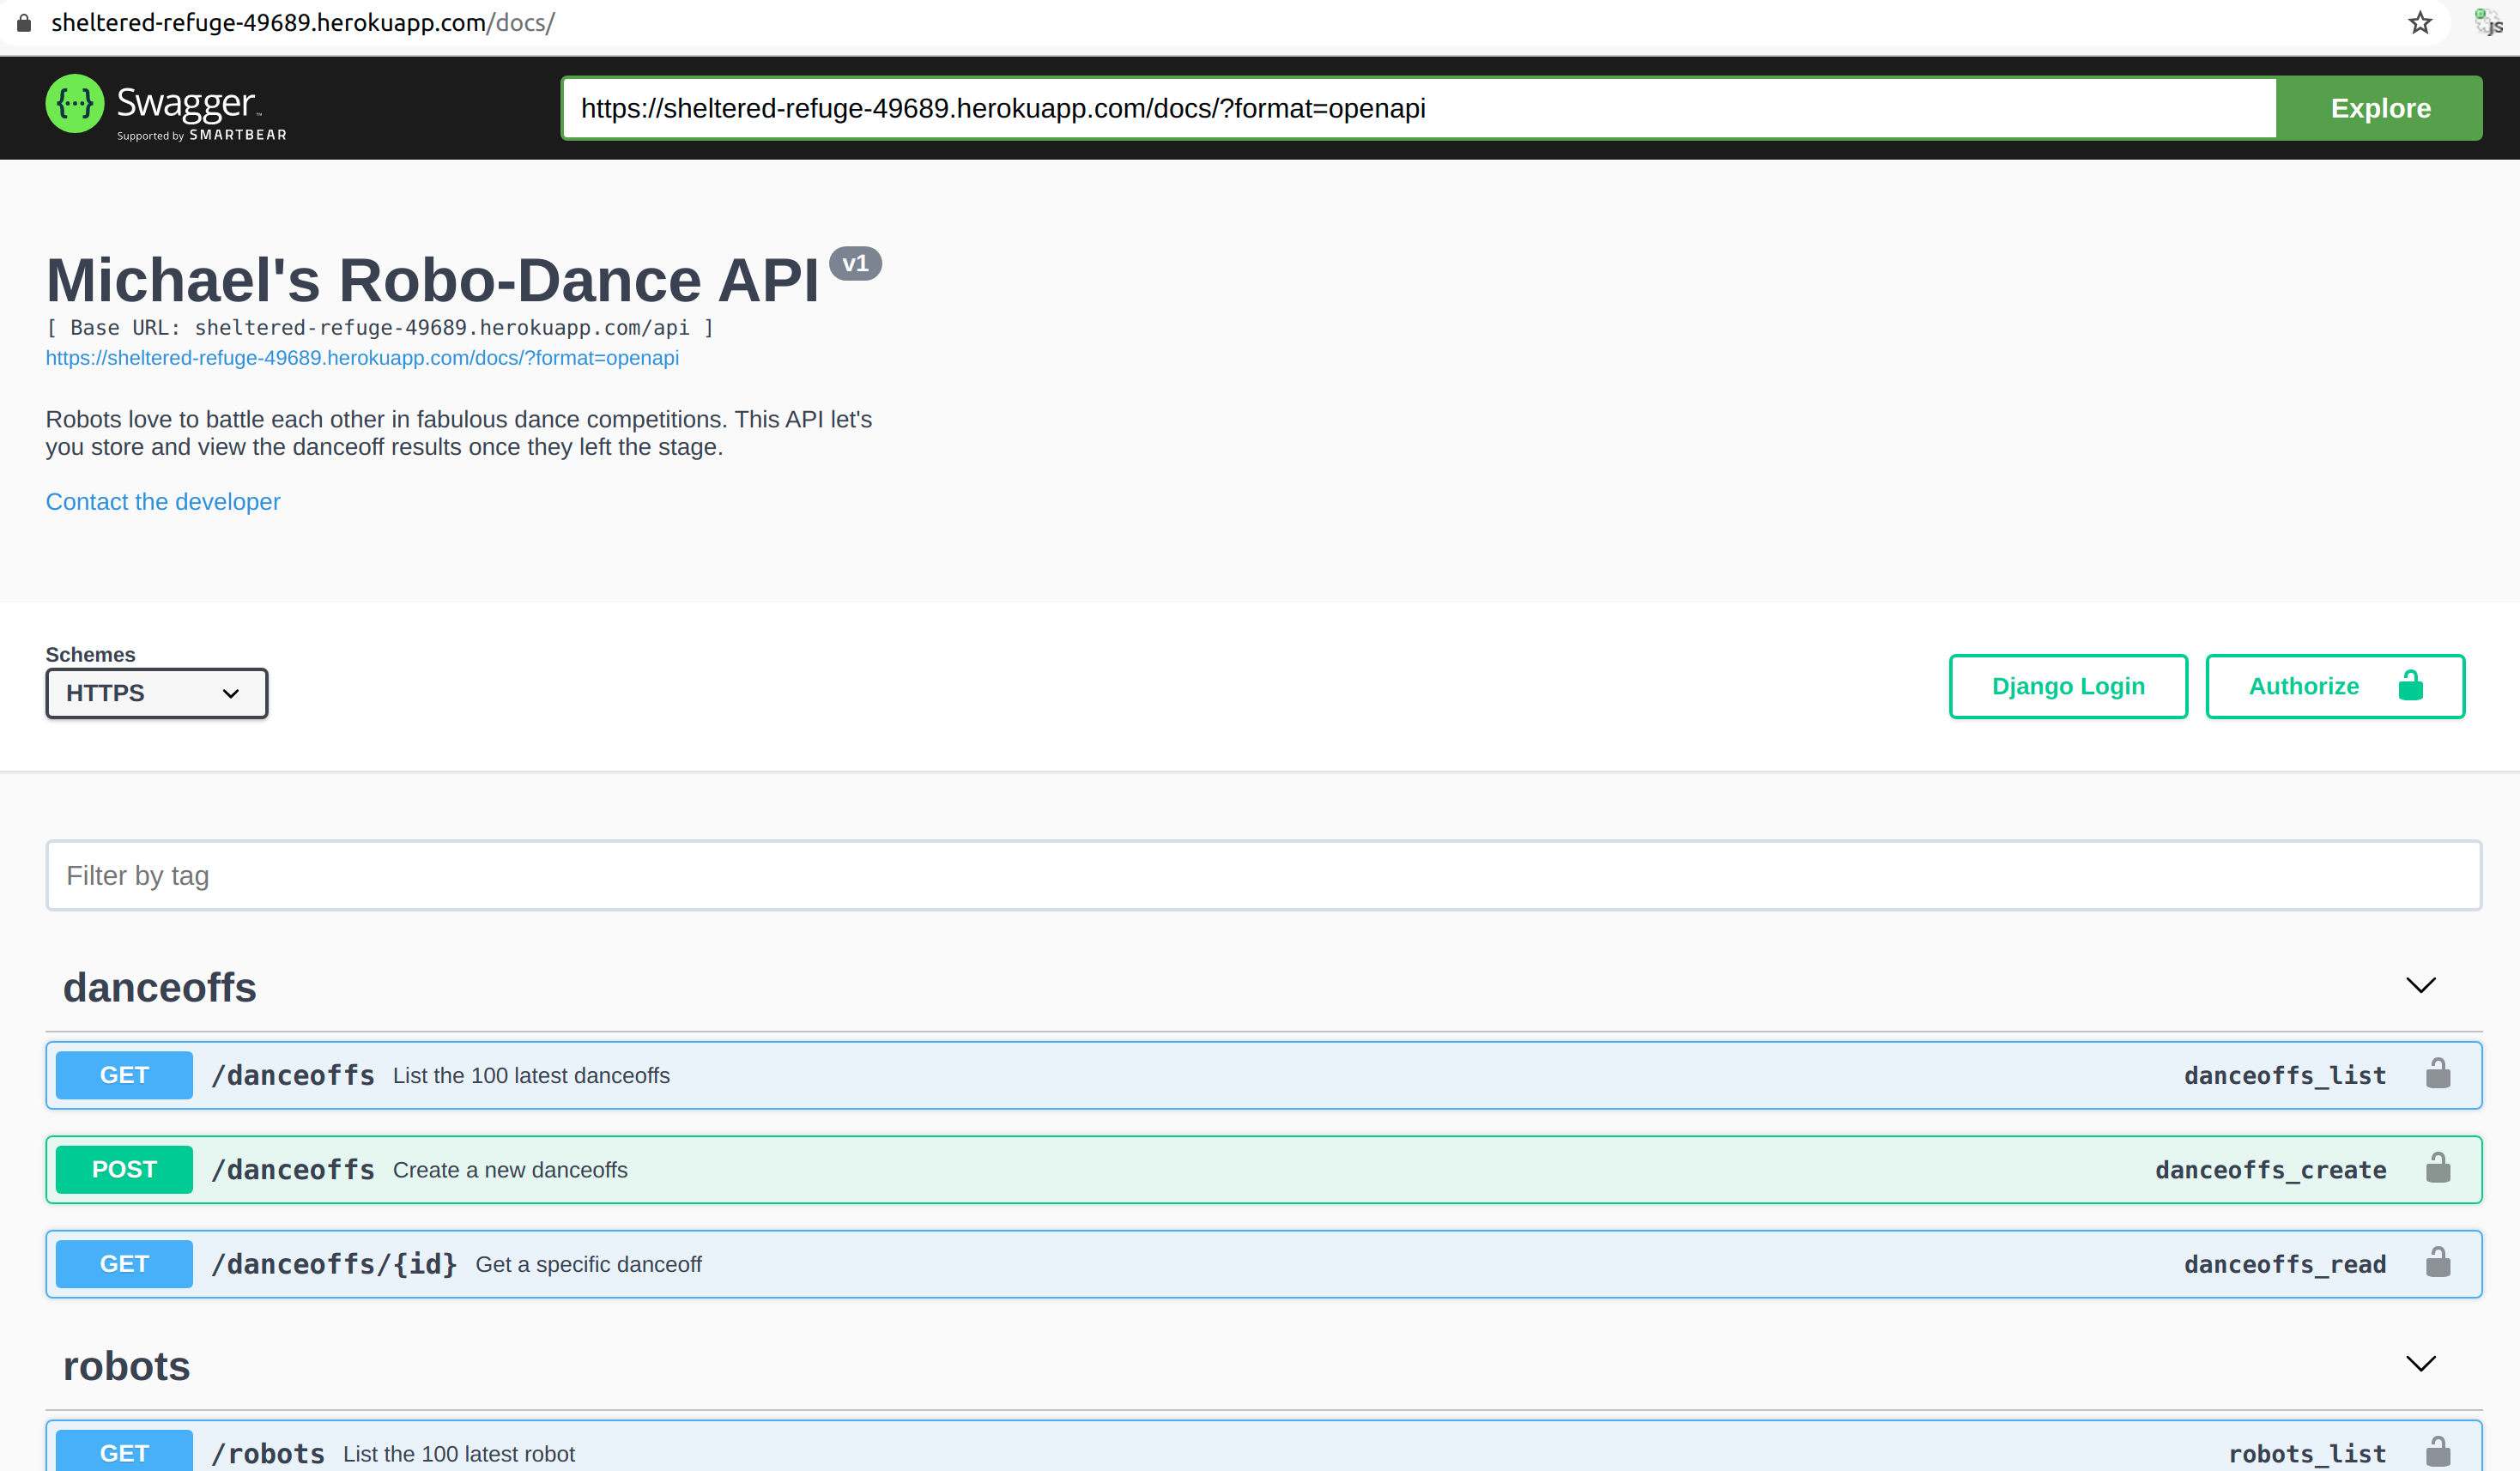 sheltered-refuge-49689.herokuapp.com/docs/
JS
{···} Swagger™
Supported by SMARTBEAR
https://sheltered-refuge-49689.herokuapp.com/docs/?format=openapi
Explore
Michael's Robo-Dance API v1
[ Base URL: sheltered-refuge-49689.herokuapp.com/api ]
https://sheltered-refuge-49689.herokuapp.com/docs/?format=openapi
Robots love to battle each other in fabulous dance competitions. This API let's
you store and view the danceoff results once they left the stage.
Contact the developer
Schemes
HTTPS
Django Login
Authorize
Filter by tag
danceoffs
GET /danceoffs List the 100 latest danceoffs danceoffs_list
POST /danceoffs Create a new danceoffs danceoffs_create
GET /danceoffs/{id} Get a specific danceoff danceoffs_read
robots
GET /robots List the 100 latest robot robots_list